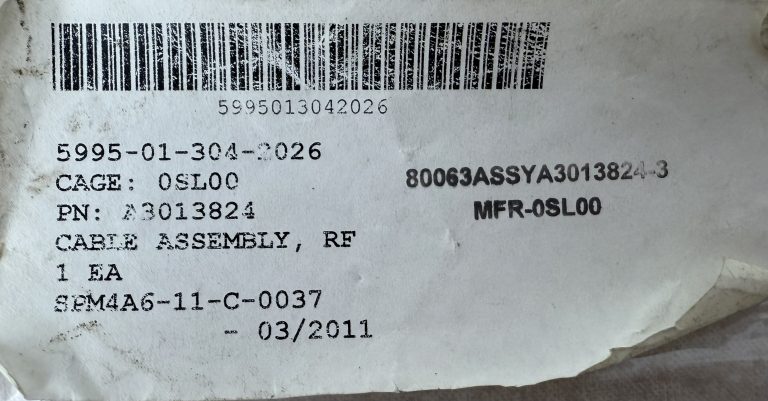 5995013042026
5995-01-304-2026
CAGE: 0SL00
PN: A3013824
CABLE ASSEMBLY, RF
1 EA
SPM4A6-11-C-0037
- 03/2011
80063ASSYA3013824-3
MFR-0SL00